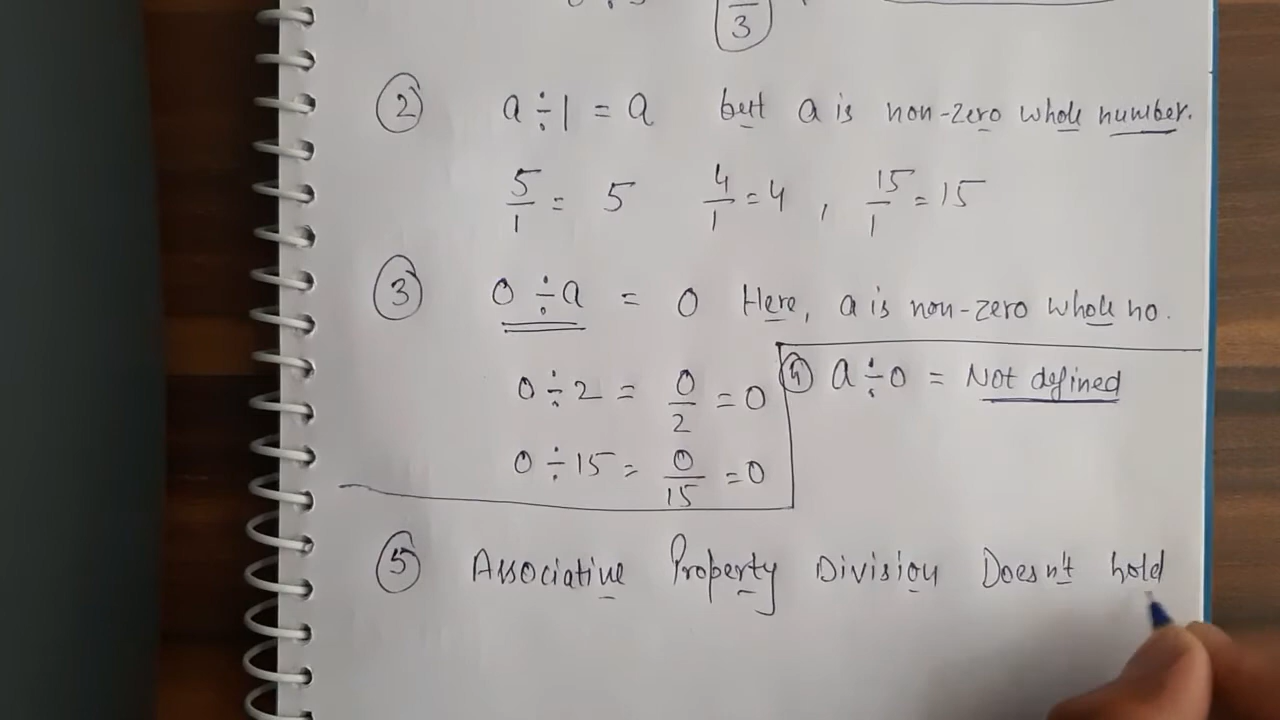 3
② a ÷ 1 = a but a is non-zero whole number.
5/1 = 5 4/1 = 4 , 15/1 = 15
③ 0 ÷ a = 0 Here, a is non-zero whole no.
0 ÷ 2 = 0/2 = 0
④ a ÷ 0 = Not defined
0 ÷ 15 = 0/15 = 0
⑤ Associative Property Division Doesn't hold